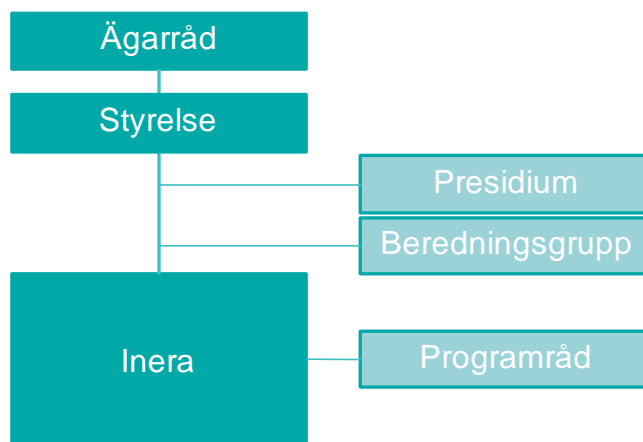 Ägarråd
Styrelse
Presidium
Beredningsgrupp
Inera
Programråd